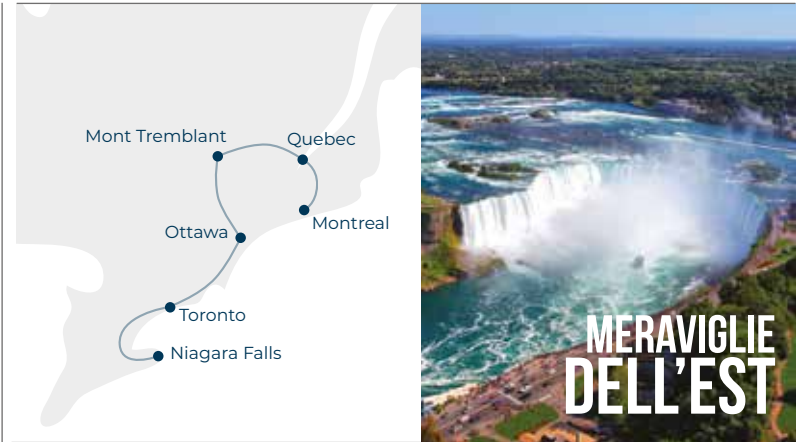 Mont Tremblant
Quebec
Montreal
Ottawa
Toronto
Niagara Falls
MERAVIGLIE
DELL'EST